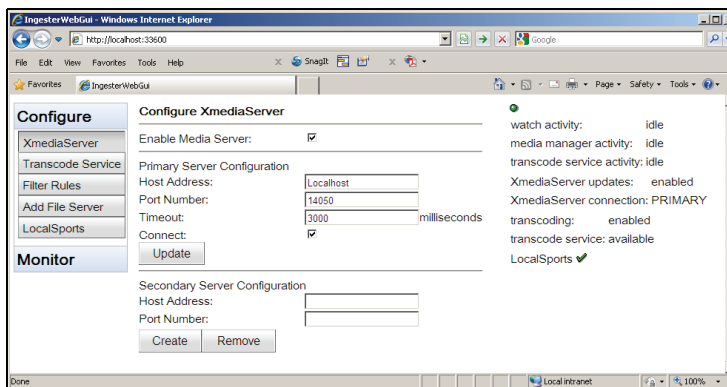 IngesterWebGui - Windows Internet Explorer
http://localhost:33600
Google
File Edit View Favorites Tools Help
SnagIt
Favorites
IngesterWebGui
Page
Safety
Tools
Configure
XmediaServer
Transcode Service
Filter Rules
Add File Server
LocalSports
Monitor
Configure XmediaServer
Enable Media Server:
Primary Server Configuration
Host Address: Localhost
Port Number: 14050
Timeout: 3000 milliseconds
Connect:
Update
Secondary Server Configuration
Host Address:
Port Number:
Create Remove
watch activity: idle
media manager activity: idle
transcode service activity: idle
XmediaServer updates: enabled
XmediaServer connection: PRIMARY
transcoding: enabled
transcode service: available
LocalSports
Done
Local intranet
100%